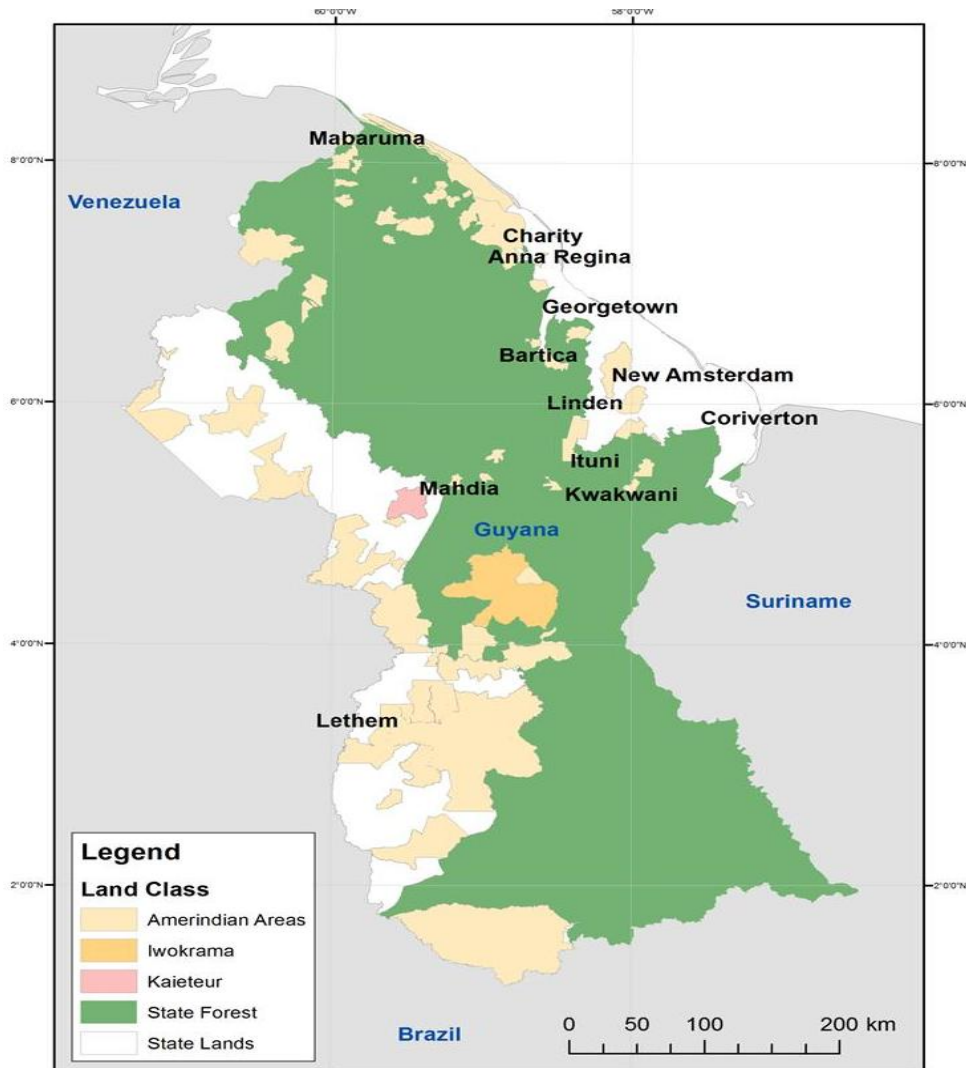 60°0'0"W
58°0'0"W
Mabaruma
8°0'0"N
8°0'0"N
Venezuela
Charity
Anna Regina
Georgetown
Bartica
New Amsterdam
6°0'0"N
Linden
6°0'0"N
Coriverton
Ituni
Mahdia
Kwakwani
Guyana
Suriname
4°0'0"N
4°0'0"N
Lethem
Legend
Land Class
2°0'0"N
2°0'0"N
Amerindian Areas
Iwokrama
Kaieteur
State Forest
State Lands
Brazil
0 50 100 200 km